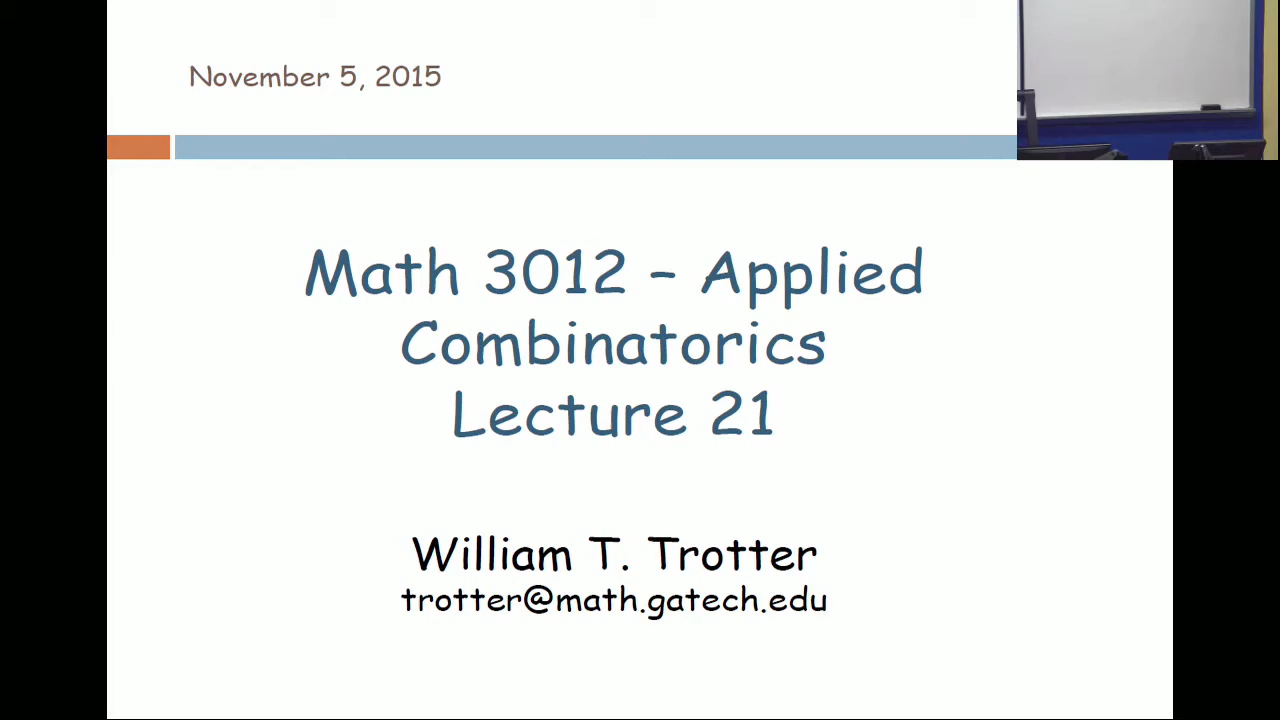 November 5, 2015
Math 3012 – Applied
Combinatorics
Lecture 21
William T. Trotter
trotter@math.gatech.edu